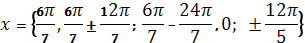 x = {6π/7, 6π/7 ± 12π/7; 6π/7 − 24π/7, 0; ± 12π/5}